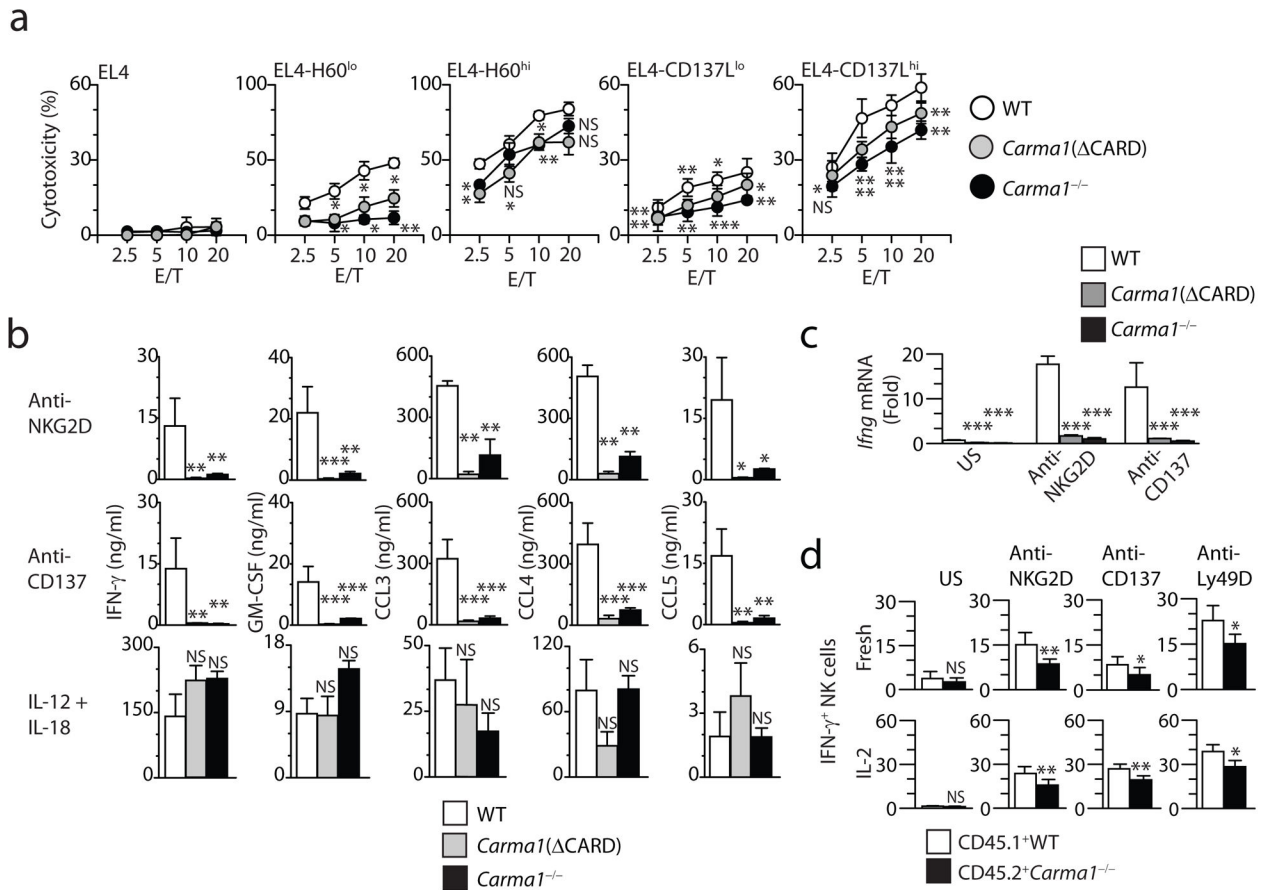 a
EL4 EL4-H60lo EL4-H60hi EL4-CD137Llo EL4-CD137Lhi
Cytotoxicity (%)
60 30 0
2.5 5 10 20
E/T
100 50 0
* * * * * **
2.5 5 10 20
E/T
100 50 0
* * NS * * ** NS NS
2.5 5 10 20
E/T
60 30 0
** ** ** ** * *** * **
2.5 5 10 20
E/T
60 30 0
* NS ** ** ** ** ** **
2.5 5 10 20
E/T
WT
Carma1(ΔCARD)
Carma1–/–
b
Anti-
NKG2D
30 15 0
** **
40 20 0
*** **
600 300 0
** **
600 300 0
** **
30 15 0
* *
Anti-
CD137
IFN-γ (ng/ml)
30 15 0
** **
GM-CSF (ng/ml)
40 20 0
*** ***
CCL3 (ng/ml)
600 300 0
*** ***
CCL4 (ng/ml)
600 300 0
*** ***
CCL5 (ng/ml)
30 15 0
** **
IL-12 +
IL-18
300 150 0
NS NS
18 9 0
NS NS
50 25 0
NS NS
120 60 0
NS NS
6 3 0
NS NS
WT
Carma1(ΔCARD)
Carma1–/–
WT
Carma1(ΔCARD)
Carma1–/–
c
Ifng mRNA
(Fold)
20 10 0
*** *** *** *** *** ***
US
Anti-
NKG2D
Anti-
CD137
d
US
Anti-
NKG2D
Anti-
CD137
Anti-
Ly49D
IFN-γ+ NK cells
Fresh
30 15 0
NS
30 15 0
**
30 15 0
*
30 15 0
*
IL-2
60 30 0
NS
60 30 0
**
60 30 0
**
60 30 0
*
CD45.1+WT
CD45.2+Carma1–/–